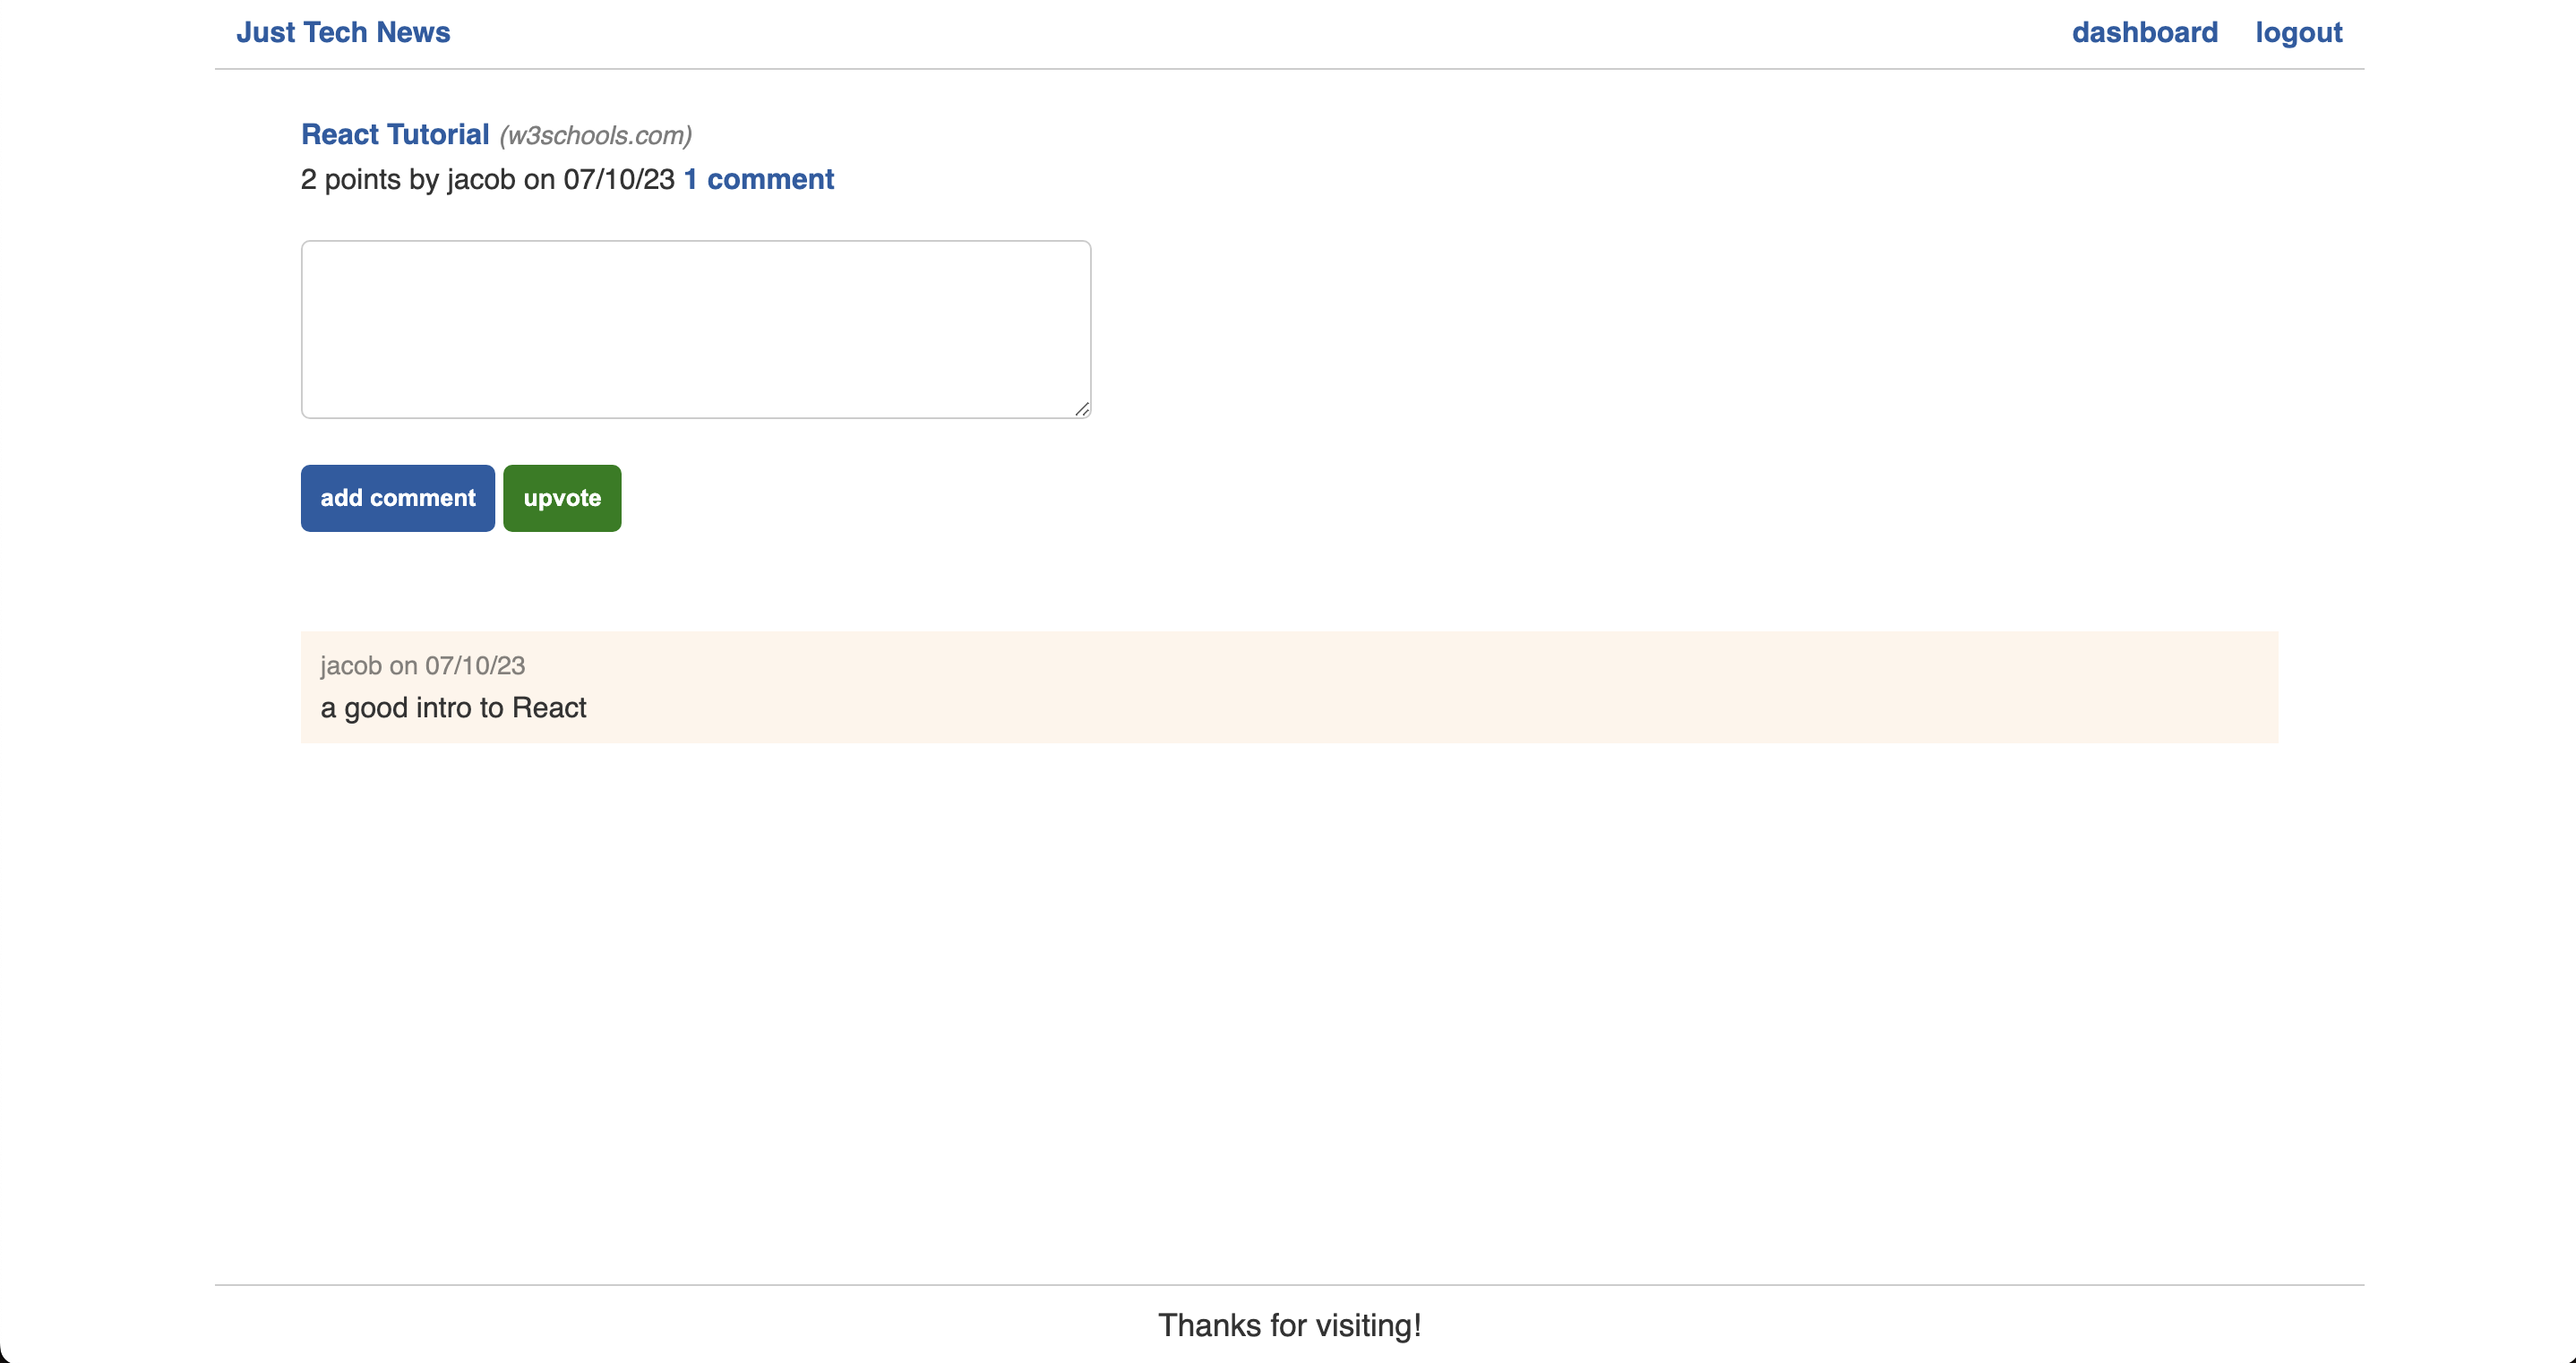 Just Tech News dashboard logout
React Tutorial (w3schools.com)
2 points by jacob on 07/10/23 1 comment
add comment upvote
jacob on 07/10/23
a good intro to React
Thanks for visiting!